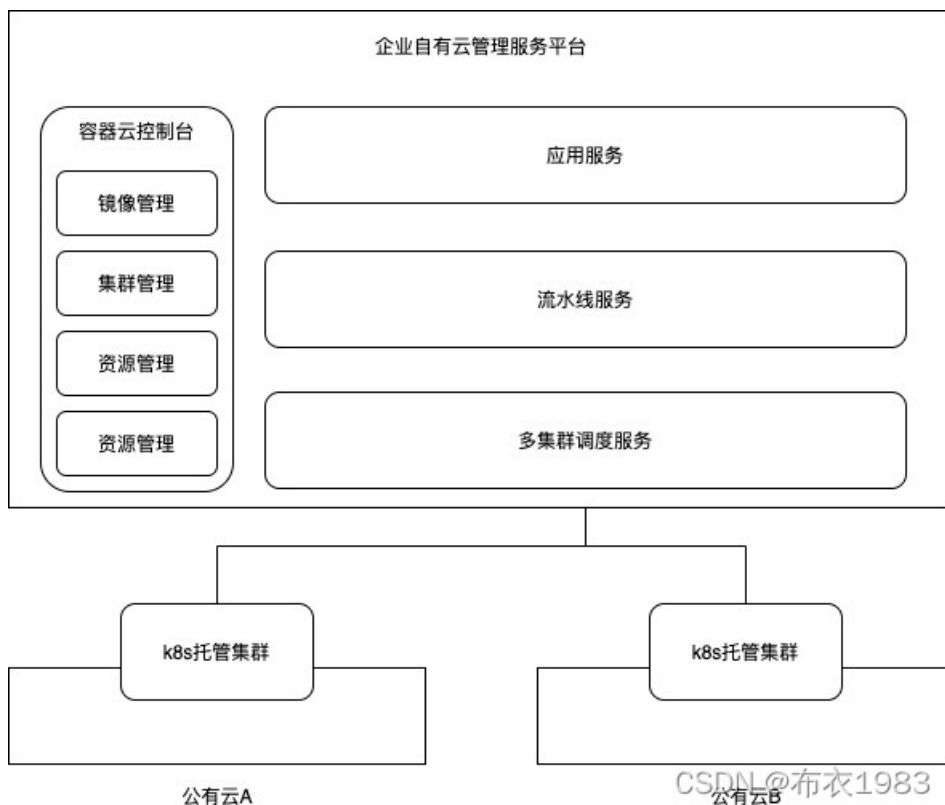 企业自有云管理服务平台
容器云控制台
镜像管理
集群管理
资源管理
资源管理
应用服务
流水线服务
多集群调度服务
k8s托管集群
k8s托管集群
公有云A
公有云B
CSDN @布衣1983